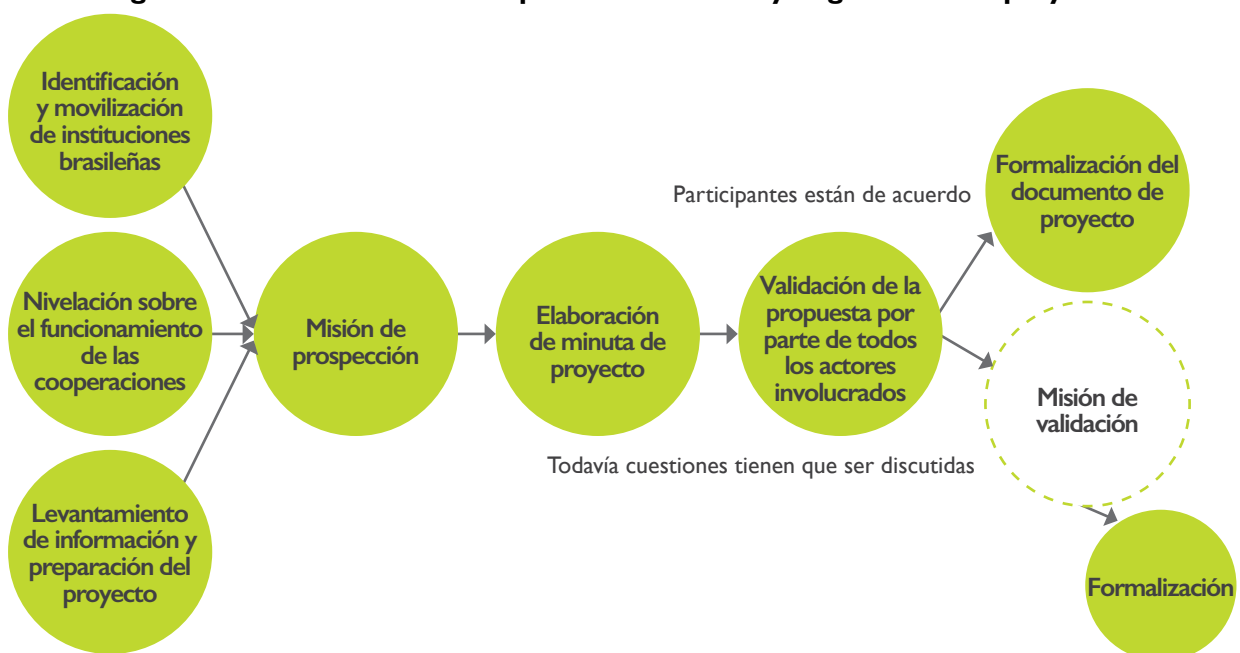 Identificación
y movilización
de instituciones
brasileñas
Nivelación sobre
el funcionamiento
de las
cooperaciones
Levantamiento
de información y
preparación del
proyecto
Misión de
prospección
Elaboración
de minuta de
proyecto
Validación de la
propuesta por
parte de todos
los actores
involucrados
Participantes están de acuerdo
Formalización del
documento de
proyecto
Todavía cuestiones tienen que ser discutidas
Misión de
validación
Formalización